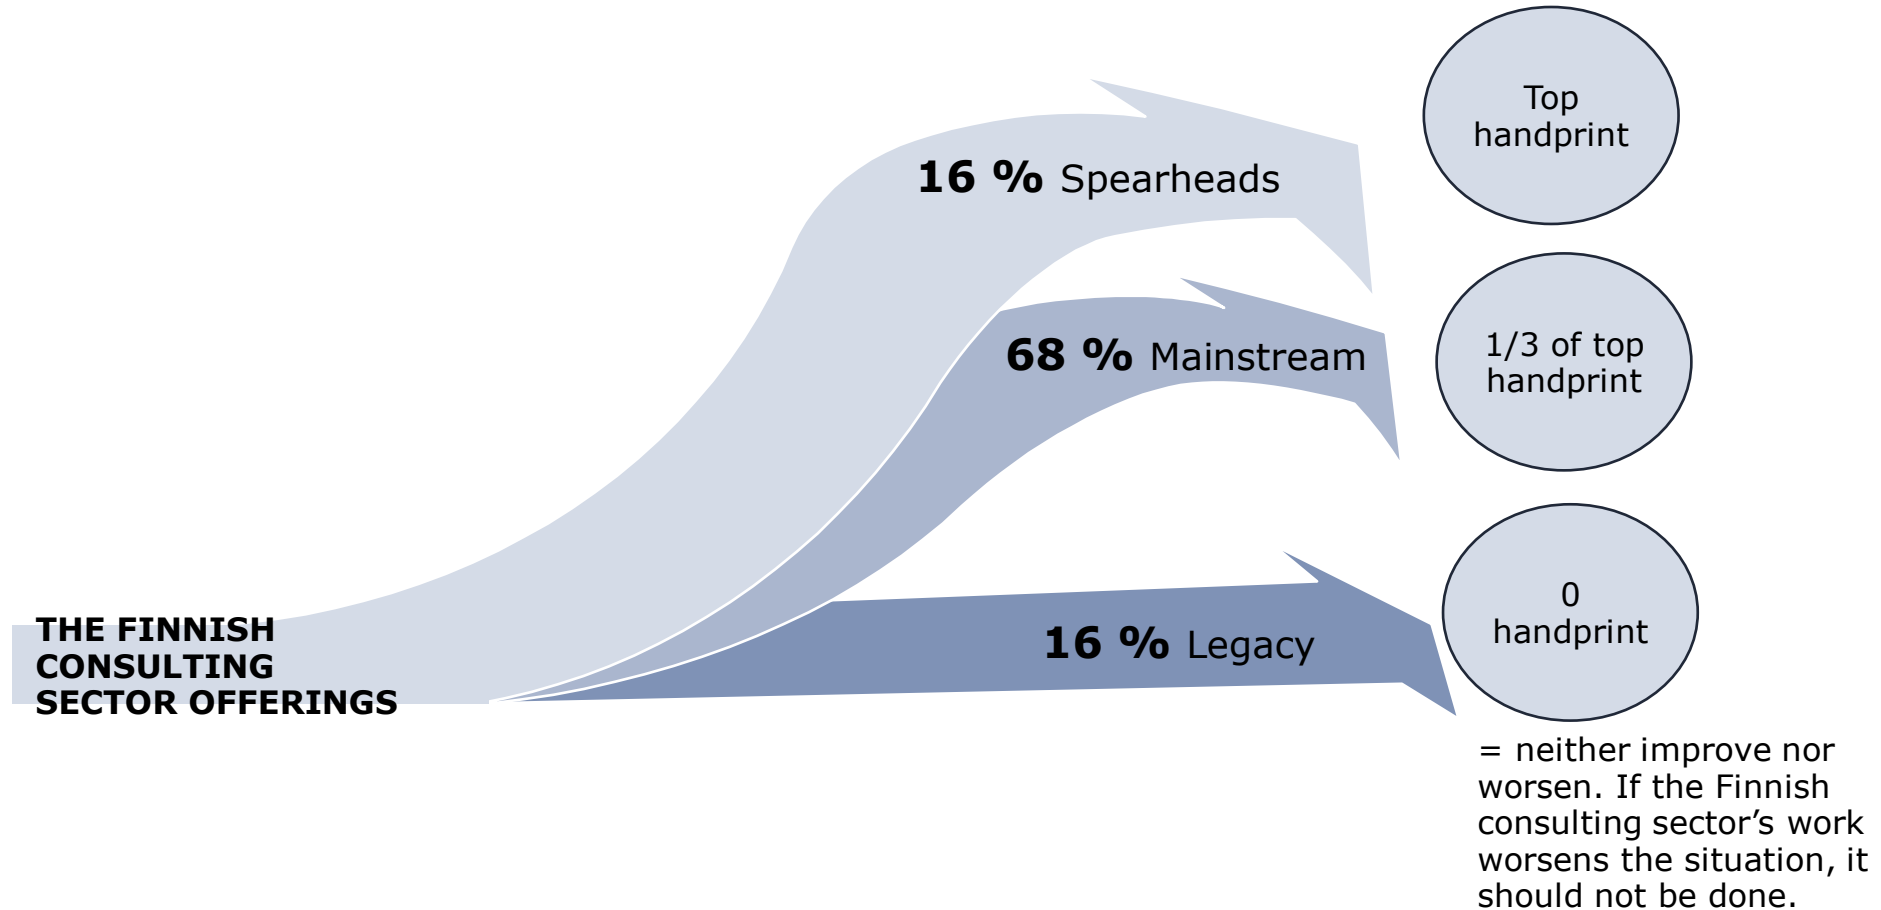 Top
handprint
16 % Spearheads
1/3 of top
handprint
68 % Mainstream
0
handprint
16 % Legacy
THE FINNISH
CONSULTING
SECTOR OFFERINGS
= neither improve nor
worsen. If the Finnish
consulting sector’s work
worsens the situation, it
should not be done.